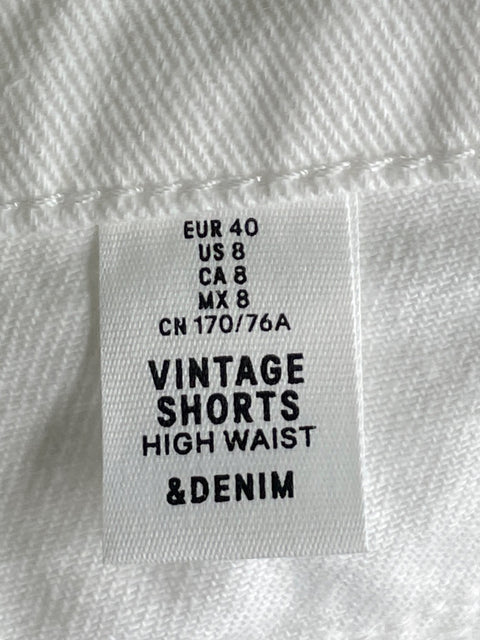 EUR 40
US 8
CA 8
MX 8
CN 170/76A
VINTAGE
SHORTS
HIGH WAIST
&DENIM